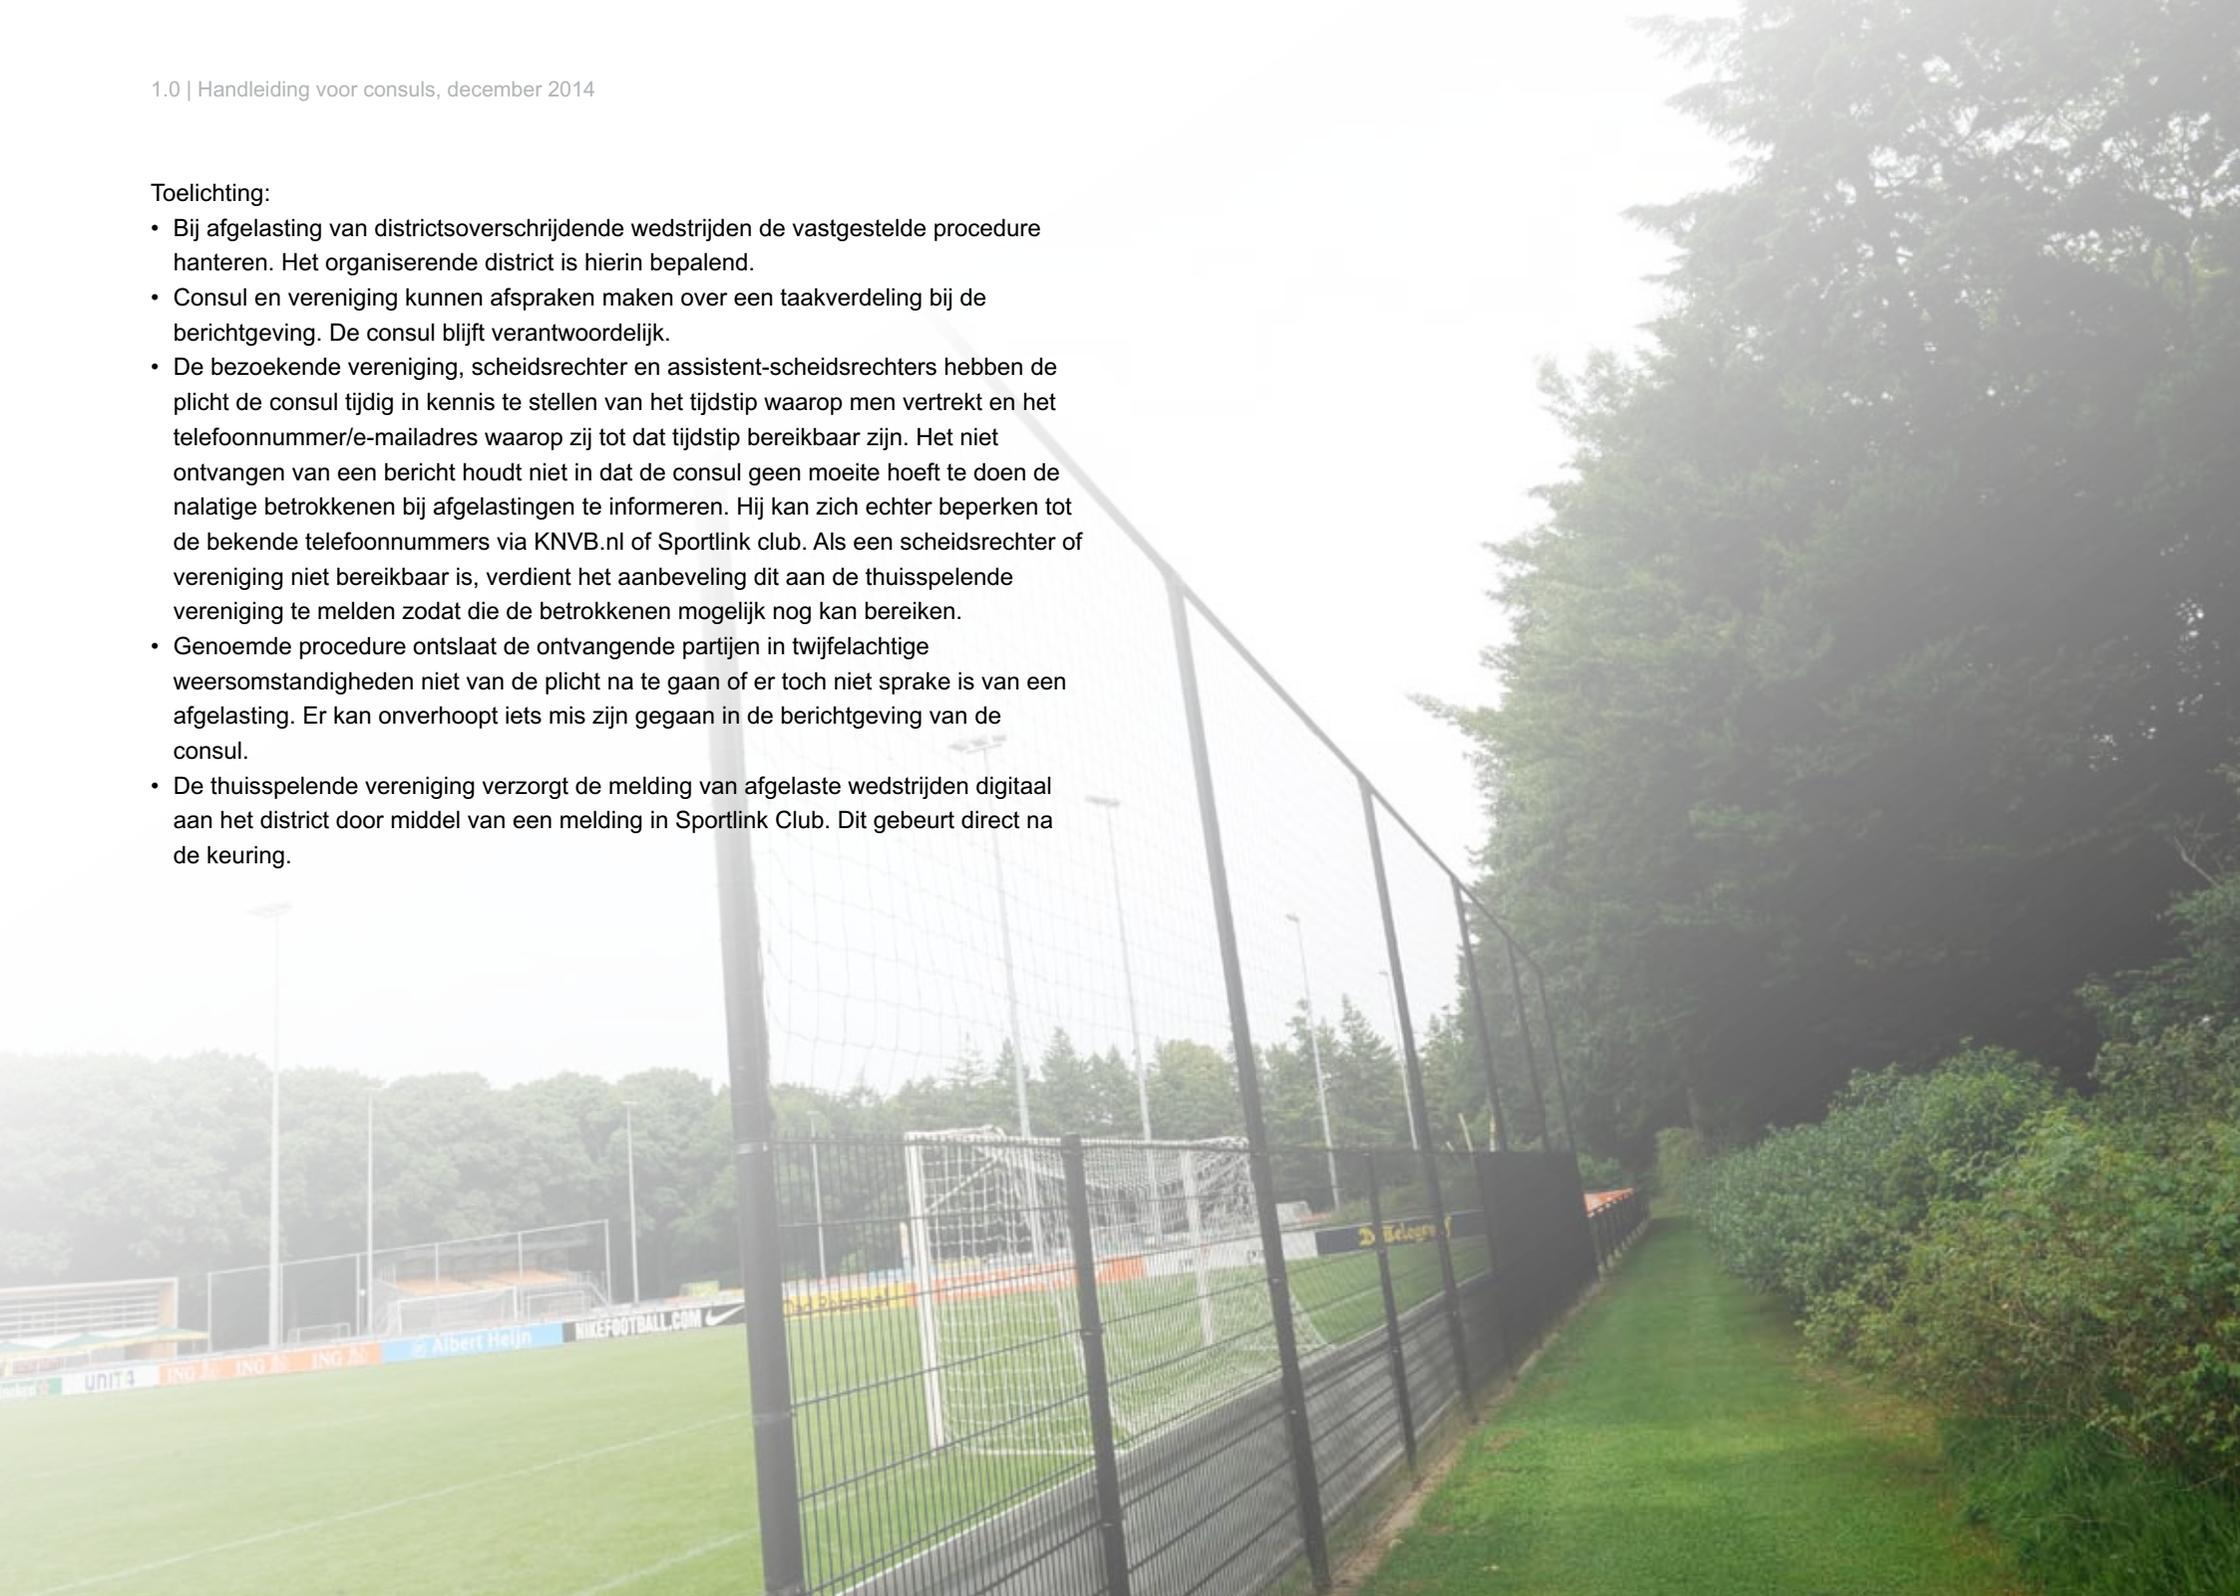 1.0 | Handleiding voor consuls, december 2014
Toelichting:
• Bij afgelasting van districtsoverschrijdende wedstrijden de vastgestelde procedure
hanteren. Het organiserende district is hierin bepalend.
• Consul en vereniging kunnen afspraken maken over een taakverdeling bij de
berichtgeving. De consul blijft verantwoordelijk.
• De bezoekende vereniging, scheidsrechter en assistent-scheidsrechters hebben de
plicht de consul tijdig in kennis te stellen van het tijdstip waarop men vertrekt en het
telefoonnummer/e-mailadres waarop zij tot dat tijdstip bereikbaar zijn. Het niet
ontvangen van een bericht houdt niet in dat de consul geen moeite hoeft te doen de
nalatige betrokkenen bij afgelastingen te informeren. Hij kan zich echter beperken tot
de bekende telefoonnummers via KNVB.nl of Sportlink club. Als een scheidsrechter of
vereniging niet bereikbaar is, verdient het aanbeveling dit aan de thuisspelende
vereniging te melden zodat die de betrokkenen mogelijk nog kan bereiken.
• Genoemde procedure ontslaat de ontvangende partijen in twijfelachtige
weersomstandigheden niet van de plicht na te gaan of er toch niet sprake is van een
afgelasting. Er kan onverhoopt iets mis zijn gegaan in de berichtgeving van de
consul.
• De thuisspelende vereniging verzorgt de melding van afgelaste wedstrijden digitaal
aan het district door middel van een melding in Sportlink Club. Dit gebeurt direct na
de keuring.
UNIT4 ING ING ING Albert Heijn NIKEFOOTBALL.COM